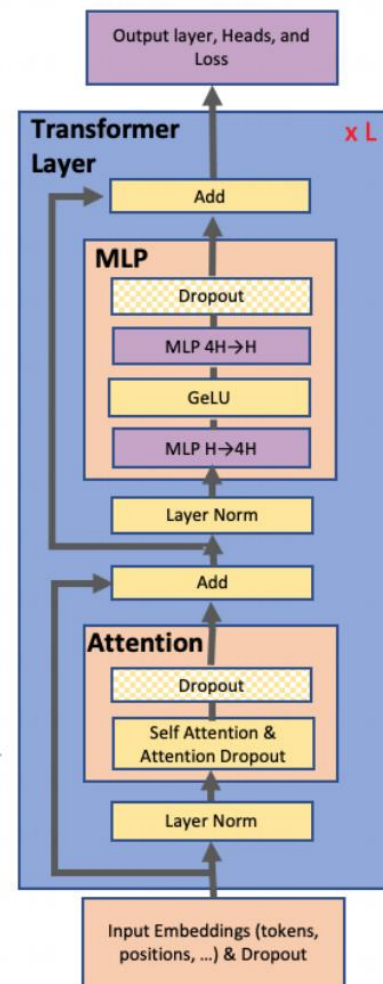 Output layer, Heads, and
Loss
Transformer
Layer
x L
Add
MLP
Dropout
MLP 4H→H
GeLU
MLP H→4H
Layer Norm
Add
Attention
Dropout
Self Attention &
Attention Dropout
Layer Norm
Input Embeddings (tokens,
positions, ...) & Dropout